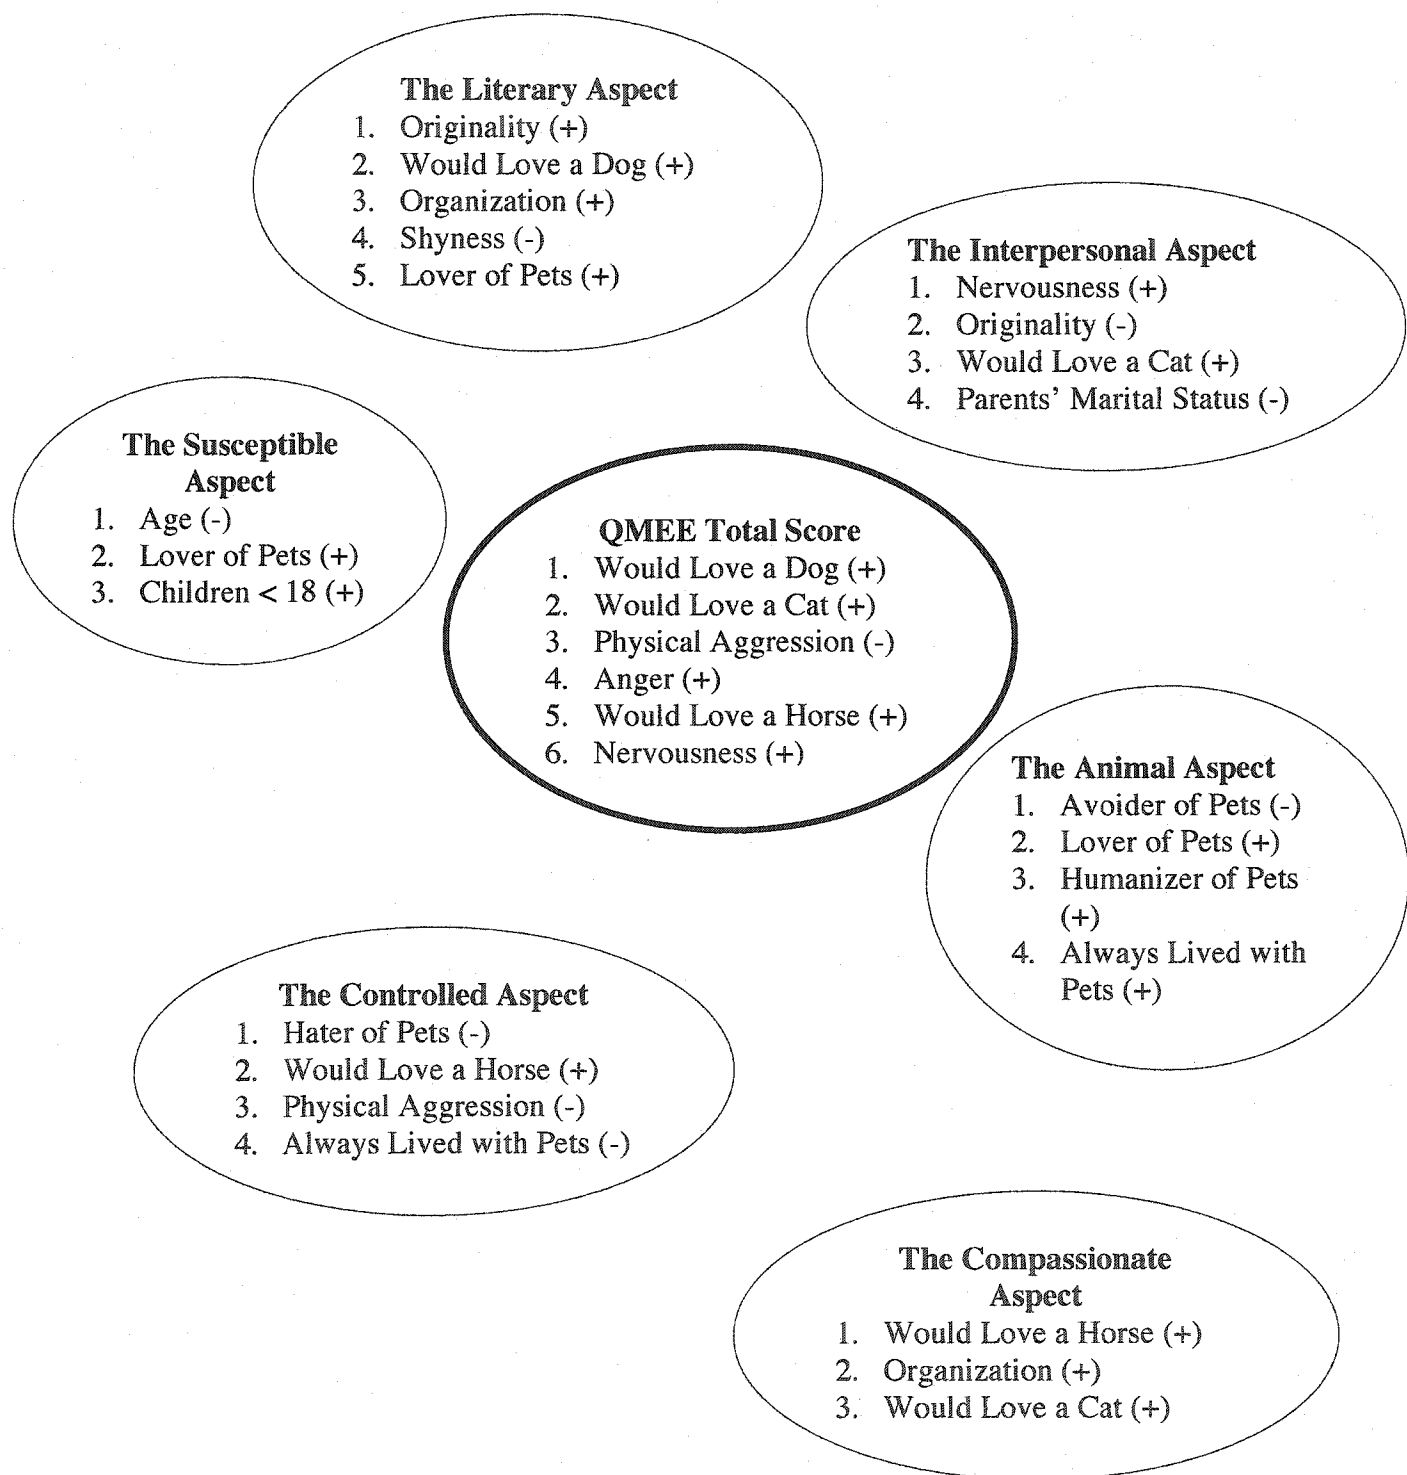 The Literary Aspect
1. Originality (+)
2. Would Love a Dog (+)
3. Organization (+)
4. Shyness (-)
5. Lover of Pets (+)
The Interpersonal Aspect
1. Nervousness (+)
2. Originality (-)
3. Would Love a Cat (+)
4. Parents’ Marital Status (-)
The Susceptible
Aspect
1. Age (-)
2. Lover of Pets (+)
3. Children < 18 (+)
QMEE Total Score
1. Would Love a Dog (+)
2. Would Love a Cat (+)
3. Physical Aggression (-)
4. Anger (+)
5. Would Love a Horse (+)
6. Nervousness (+)
The Animal Aspect
1. Avoider of Pets (-)
2. Lover of Pets (+)
3. Humanizer of Pets
(+)
4. Always Lived with
Pets (+)
The Controlled Aspect
1. Hater of Pets (-)
2. Would Love a Horse (+)
3. Physical Aggression (-)
4. Always Lived with Pets (-)
The Compassionate
Aspect
1. Would Love a Horse (+)
2. Organization (+)
3. Would Love a Cat (+)